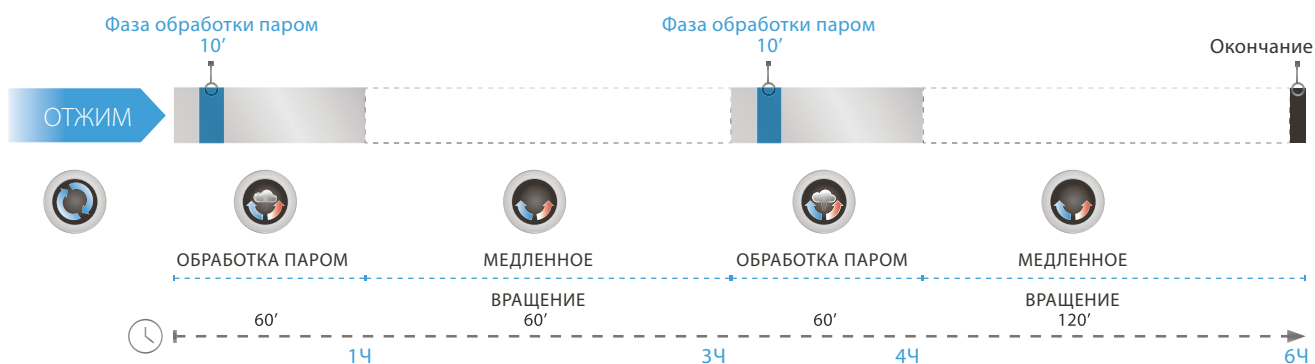 Фаза обработки паром
10’
Фаза обработки паром
10’
Окончание
ОТЖИМ
ОБРАБОТКА ПАРОМ
МЕДЛЕННОЕ
ОБРАБОТКА ПАРОМ
МЕДЛЕННОЕ
ВРАЩЕНИЕ
ВРАЩЕНИЕ
60’
60’
60’
120’
1Ч
3Ч
4Ч
6Ч